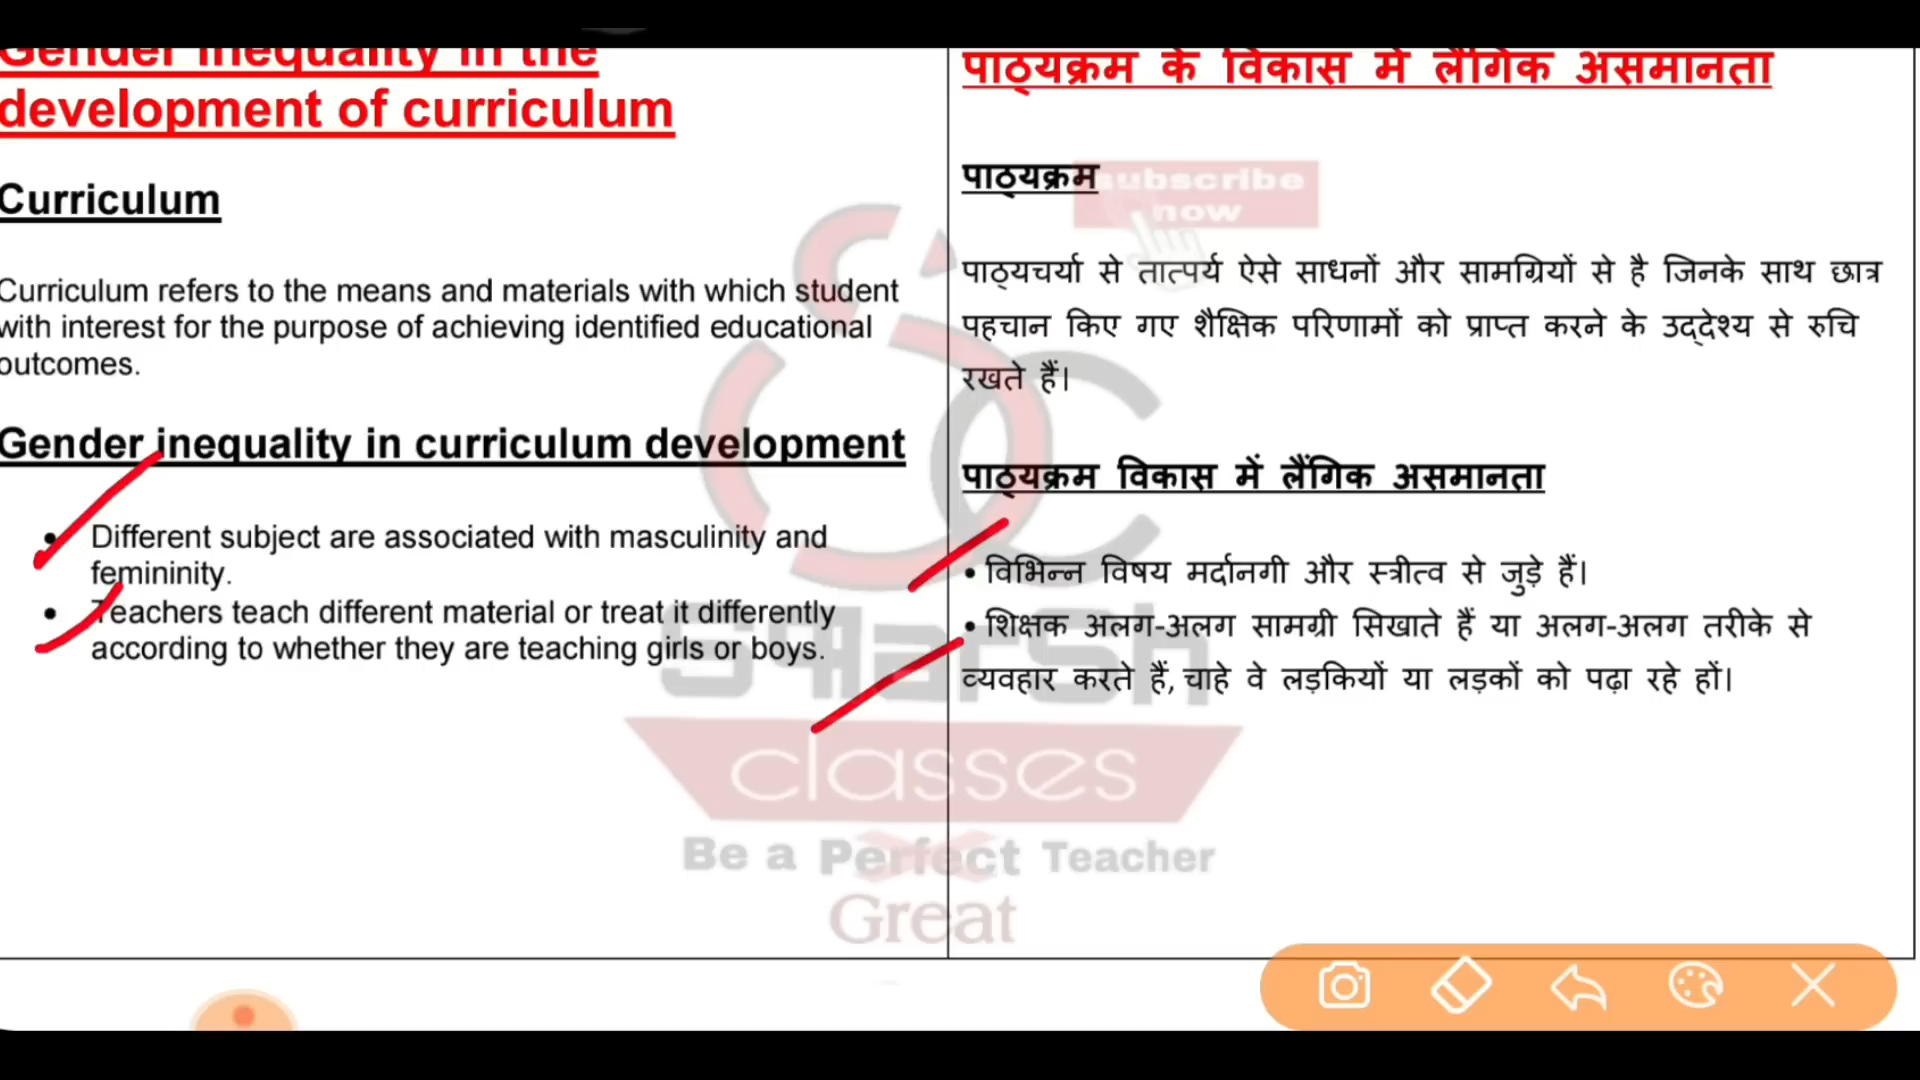 Gender inequality in the
development of curriculum
Curriculum
Curriculum refers to the means and materials with which student
with interest for the purpose of achieving identified educational
outcomes.
Gender inequality in curriculum development
• Different subject are associated with masculinity and
femininity.
• Teachers teach different material or treat it differently
according to whether they are teaching girls or boys.
पाठ्यक्रम के विकास में लैंगिक असमानता
पाठ्यक्रम
पाठ्यचर्या से तात्पर्य ऐसे साधनों और सामग्रियों से है जिनके साथ छात्र
पहचान किए गए शैक्षिक परिणामों को प्राप्त करने के उद्देश्य से रुचि
रखते हैं।
पाठ्यक्रम विकास में लैंगिक असमानता
• विभिन्न विषय मर्दानगी और स्त्रीत्व से जुड़े हैं।
• शिक्षक अलग-अलग सामग्री सिखाते हैं या अलग-अलग तरीके से
व्यवहार करते हैं, चाहे वे लड़कियों या लड़कों को पढ़ा रहे हों।
subscribe
now
Sparsh
classes
Be a Perfect Teacher
Great